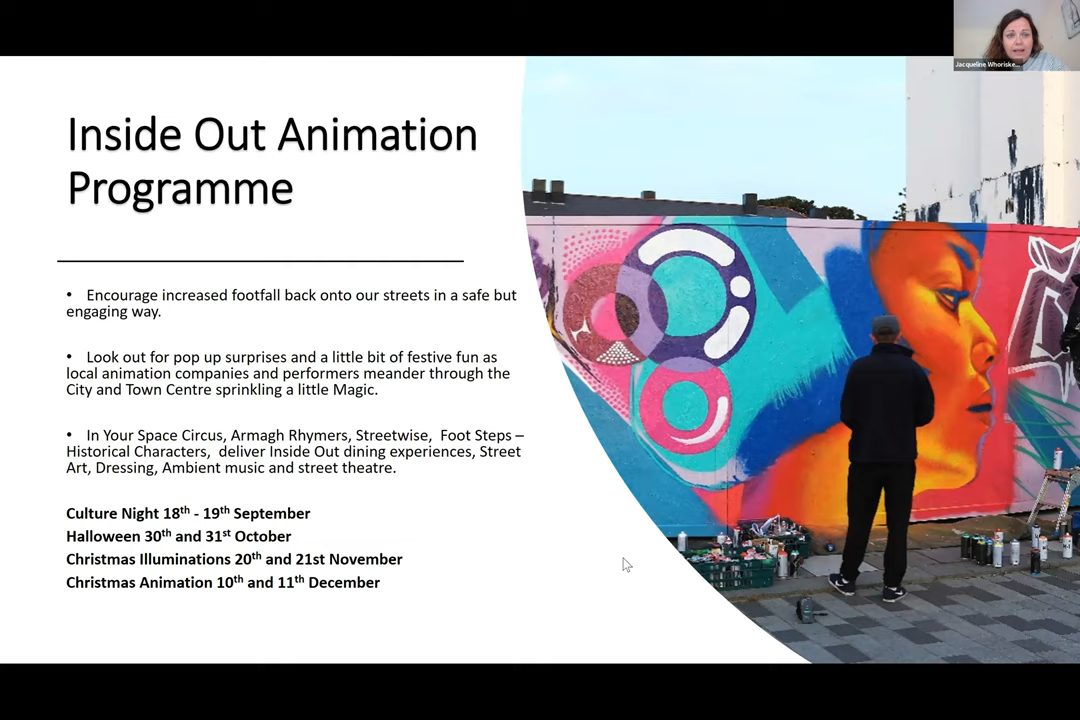 Jacqueline Whoriske...
Inside Out Animation
Programme
• Encourage increased footfall back onto our streets in a safe but
engaging way.
• Look out for pop up surprises and a little bit of festive fun as
local animation companies and performers meander through the
City and Town Centre sprinkling a little Magic.
• In Your Space Circus, Armagh Rhymers, Streetwise, Foot Steps –
Historical Characters, deliver Inside Out dining experiences, Street
Art, Dressing, Ambient music and street theatre.
Culture Night 18th - 19th September
Halloween 30th and 31st October
Christmas Illuminations 20th and 21st November
Christmas Animation 10th and 11th December